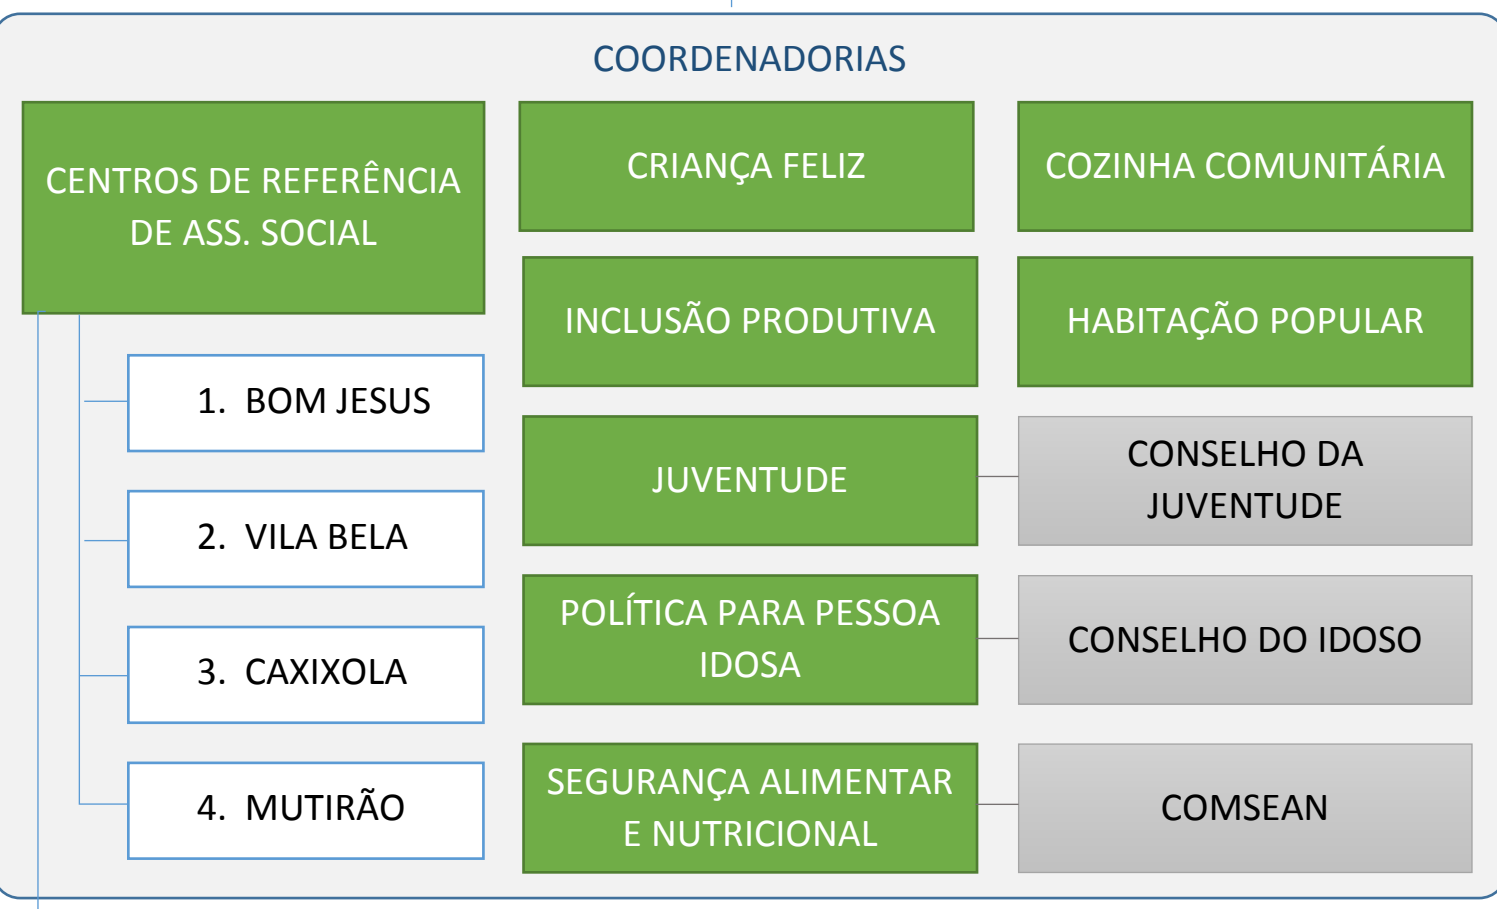 COORDENADORIAS
CENTROS DE REFERÊNCIA
DE ASS. SOCIAL
1. BOM JESUS
2. VILA BELA
3. CAXIXOLA
4. MUTIRÃO
CRIANÇA FELIZ
COZINHA COMUNITÁRIA
INCLUSÃO PRODUTIVA
HABITAÇÃO POPULAR
JUVENTUDE
CONSELHO DA
JUVENTUDE
POLÍTICA PARA PESSOA
IDOSA
CONSELHO DO IDOSO
SEGURANÇA ALIMENTAR
E NUTRICIONAL
COMSEAN